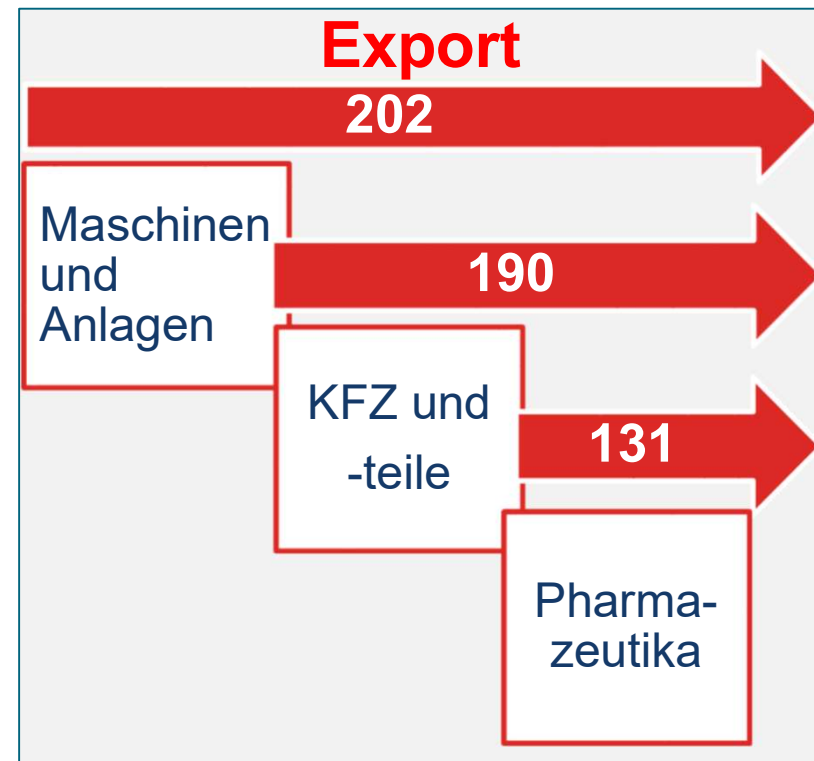 Export
202
Maschinen
und
Anlagen
190
KFZ und
-teile
131
Pharma-
zeutika